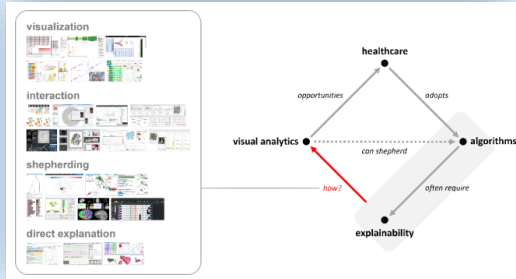 visualization
interaction
shepherding
direct explanation
healthcare
opportunities
adopts
visual analytics
can shepherd
algorithms
how?
often require
explainability